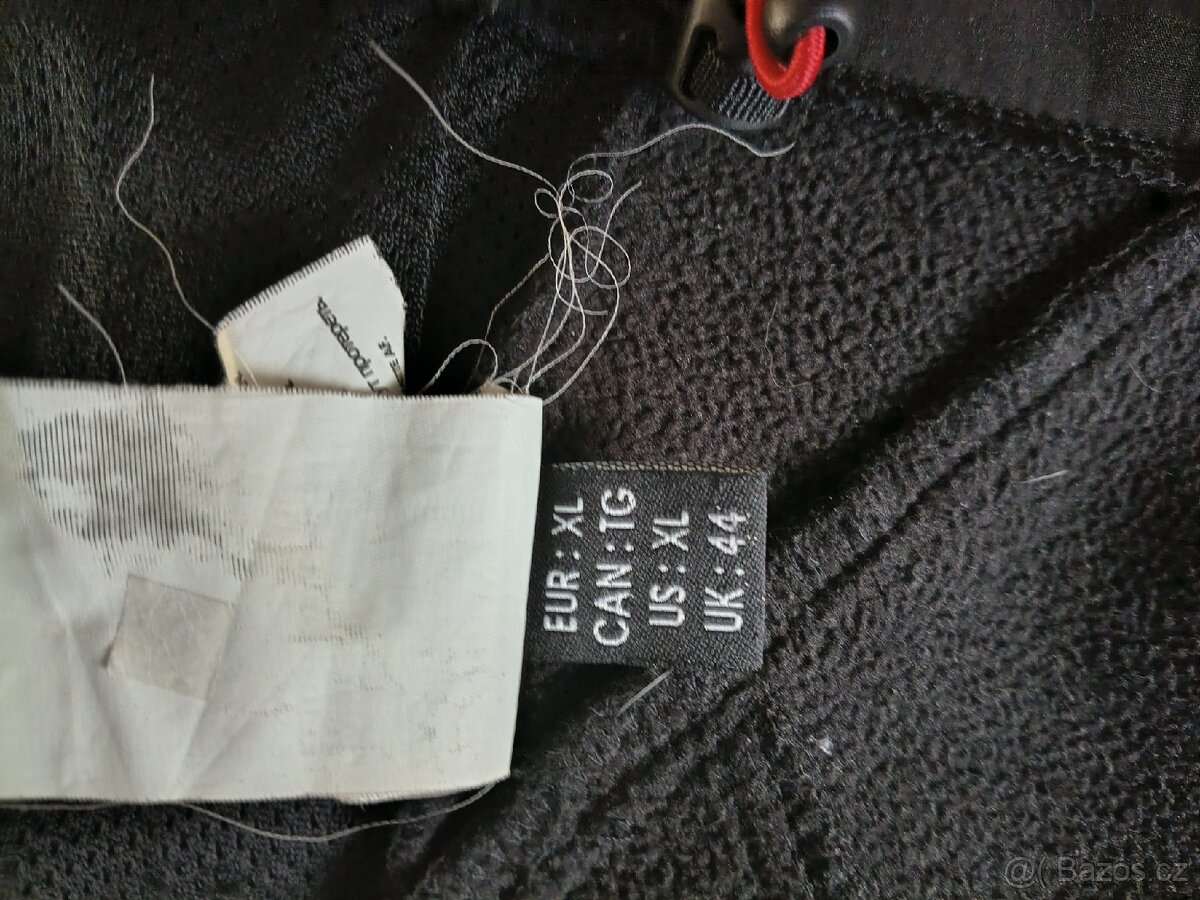 EUR : XL
CAN : TG
US : XL
UK : 44
@( Bazos.cz